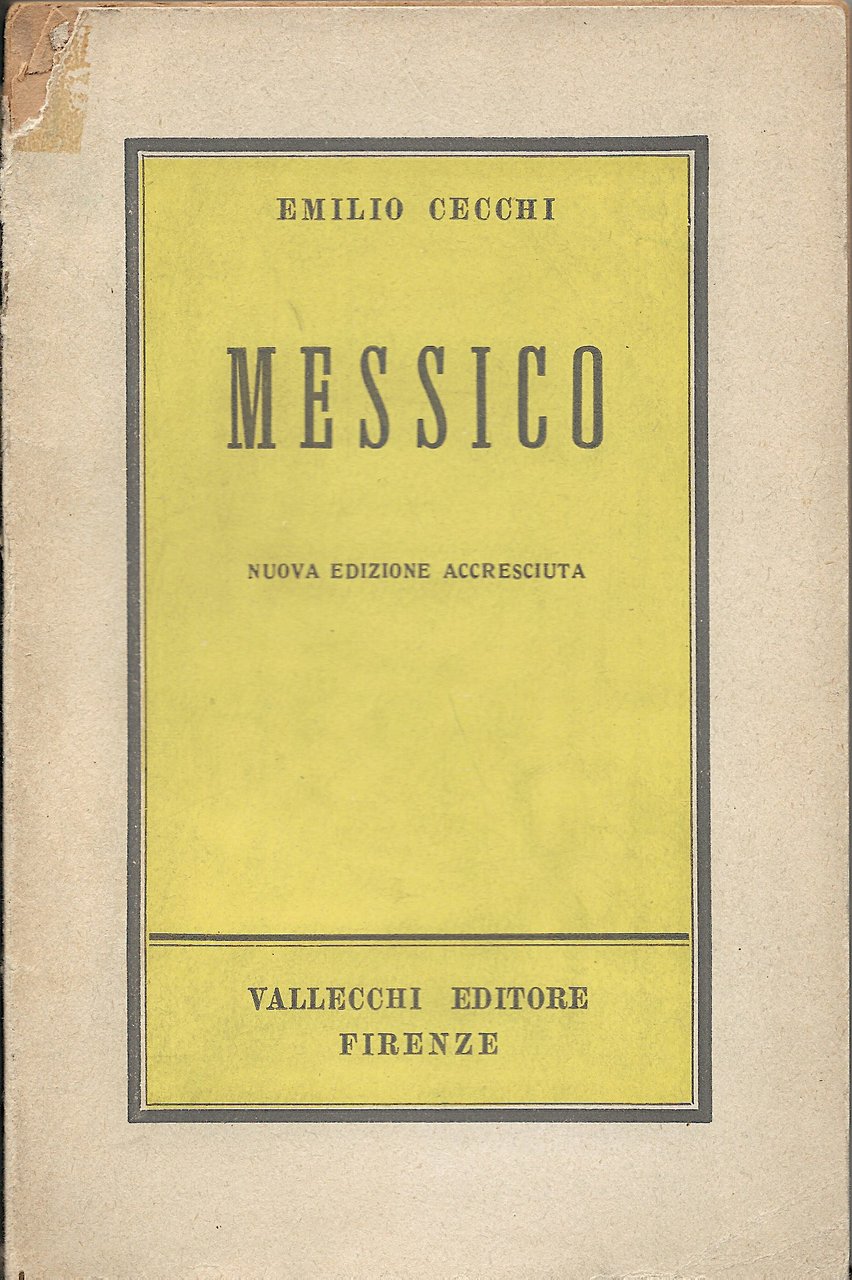 EMILIO CECCHI
MESSICO
NUOVA EDIZIONE ACCRESCIUTA
VALLECCHI EDITORE
FIRENZE